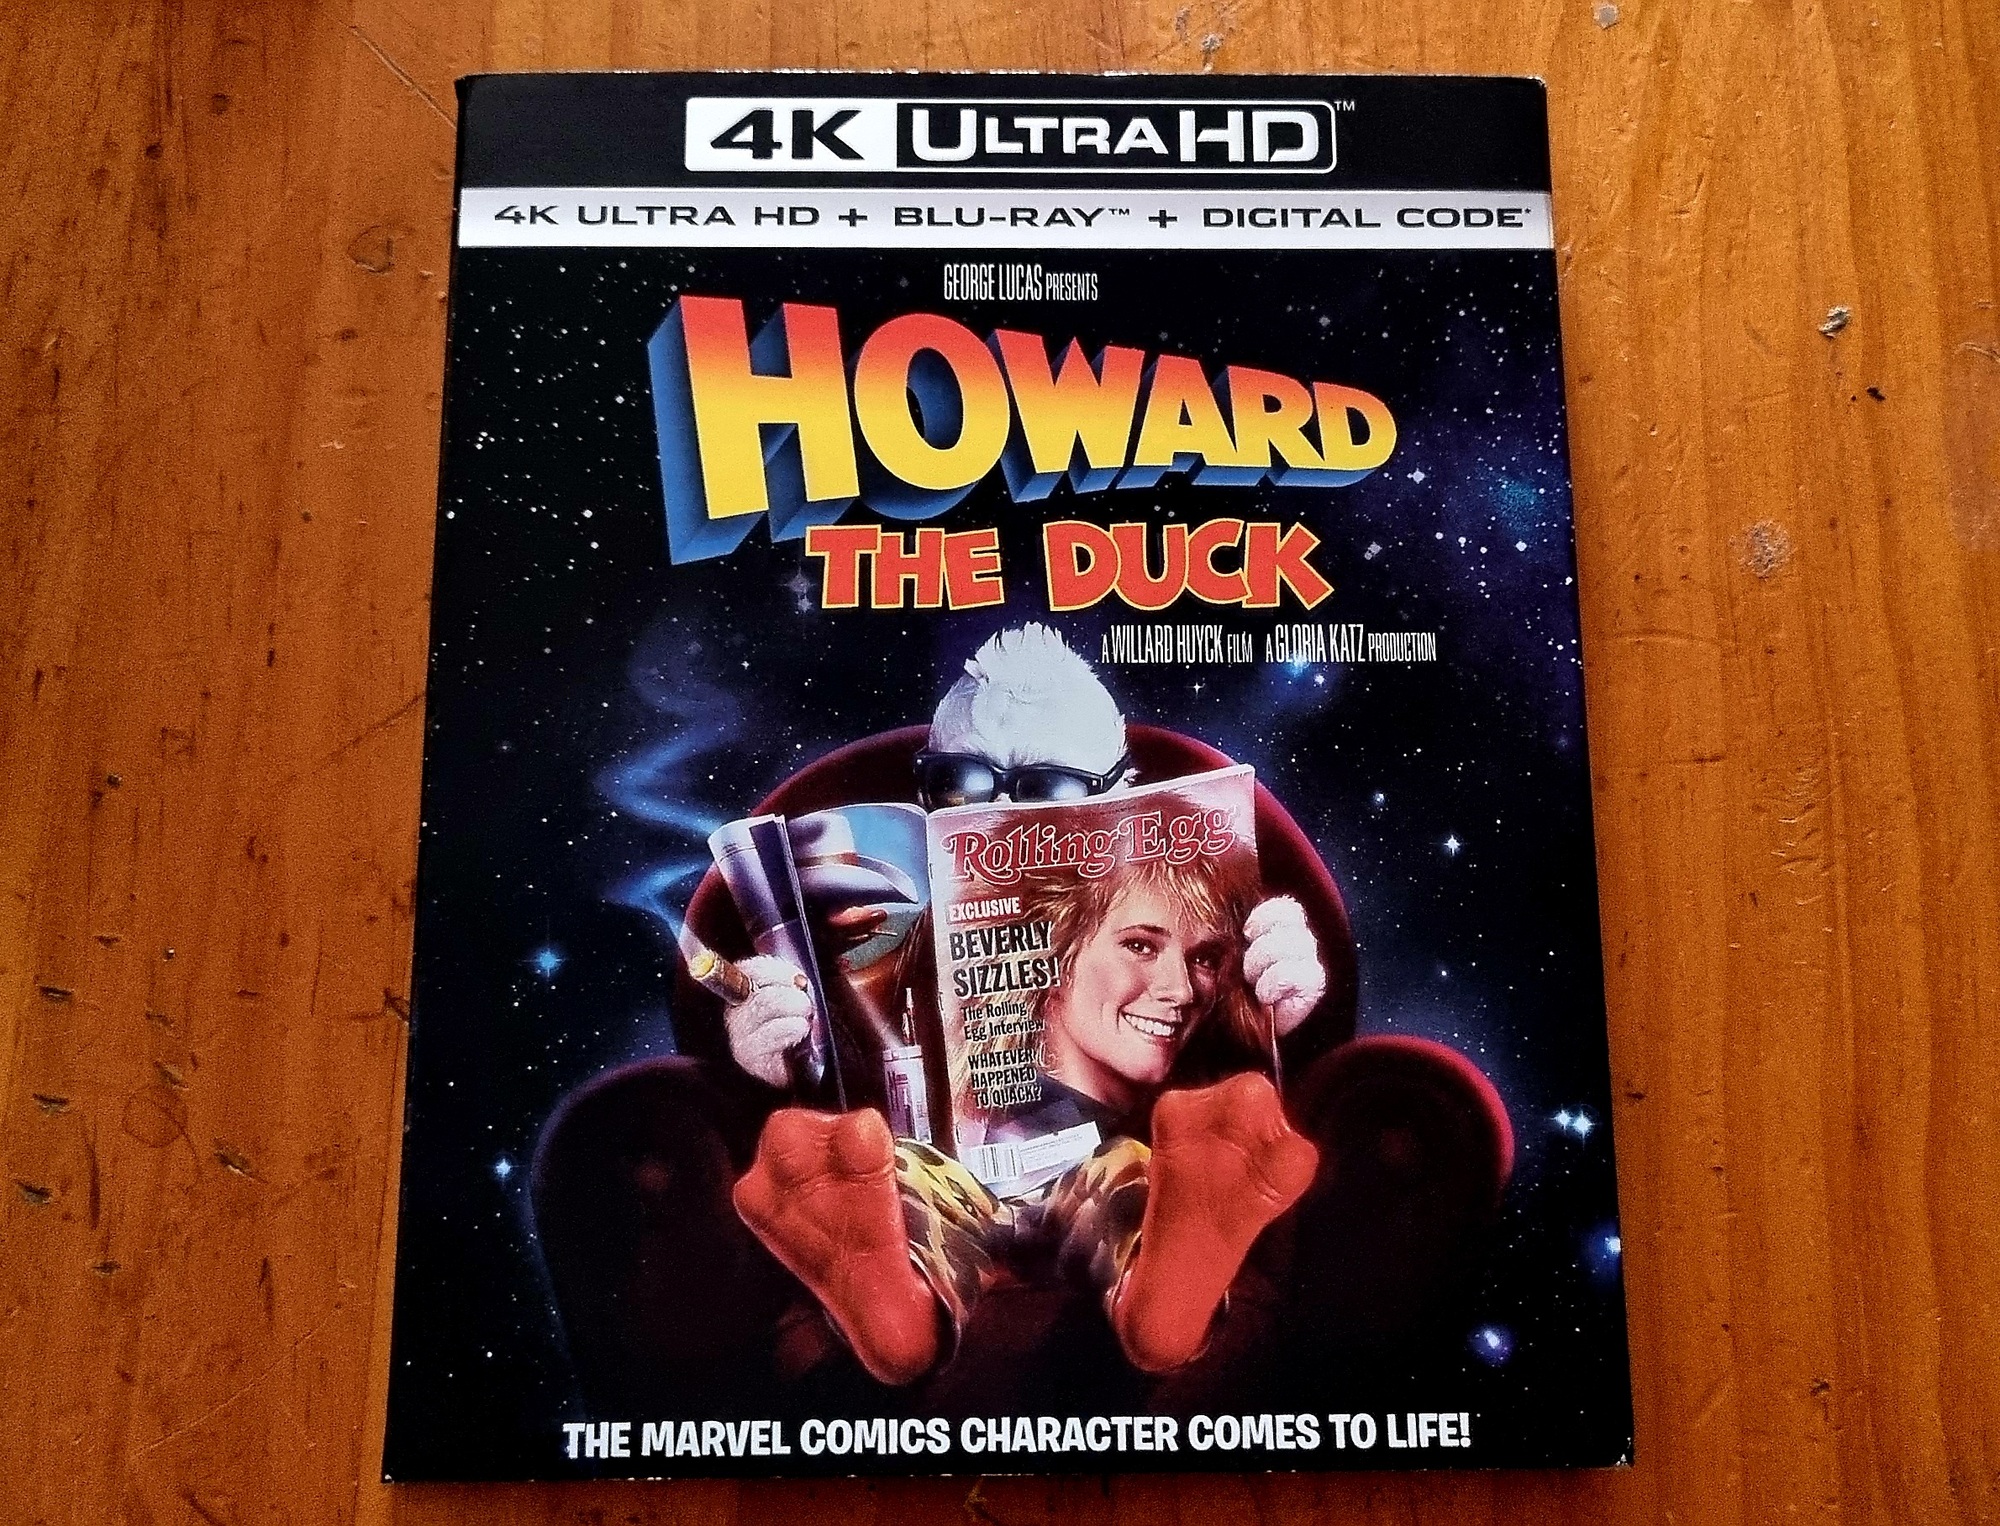 4K ULTRA HD™
4K ULTRA HD + BLU-RAY™ + DIGITAL CODE*
GEORGE LUCAS PRESENTS
HOWARD
THE DUCK
A WILLARD HUYCK FILM A GLORIA KATZ PRODUCTION
Rolling Egg
EXCLUSIVE
BEVERLY
SIZZLES!
The Rolling
Egg Interview
WHATEVER
HAPPENED
TO QUACK?
THE MARVEL COMICS CHARACTER COMES TO LIFE!